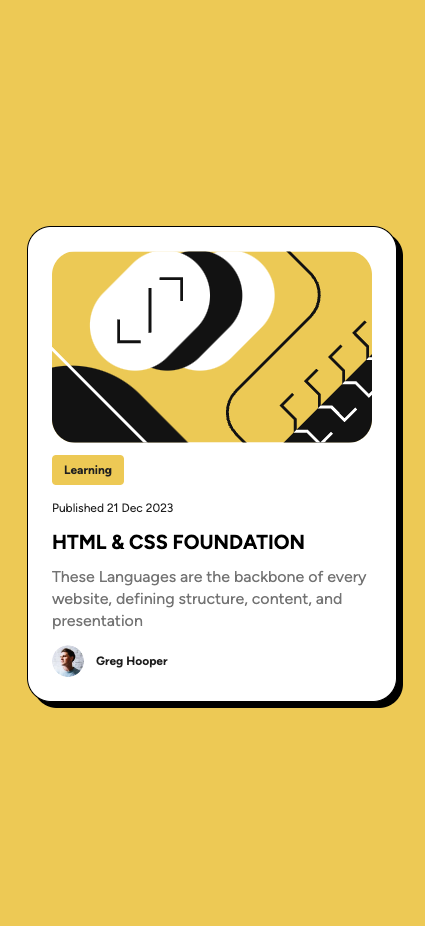 Learning
Published 21 Dec 2023
HTML & CSS FOUNDATION
These Languages are the backbone of every
website, defining structure, content, and
presentation
Greg Hooper